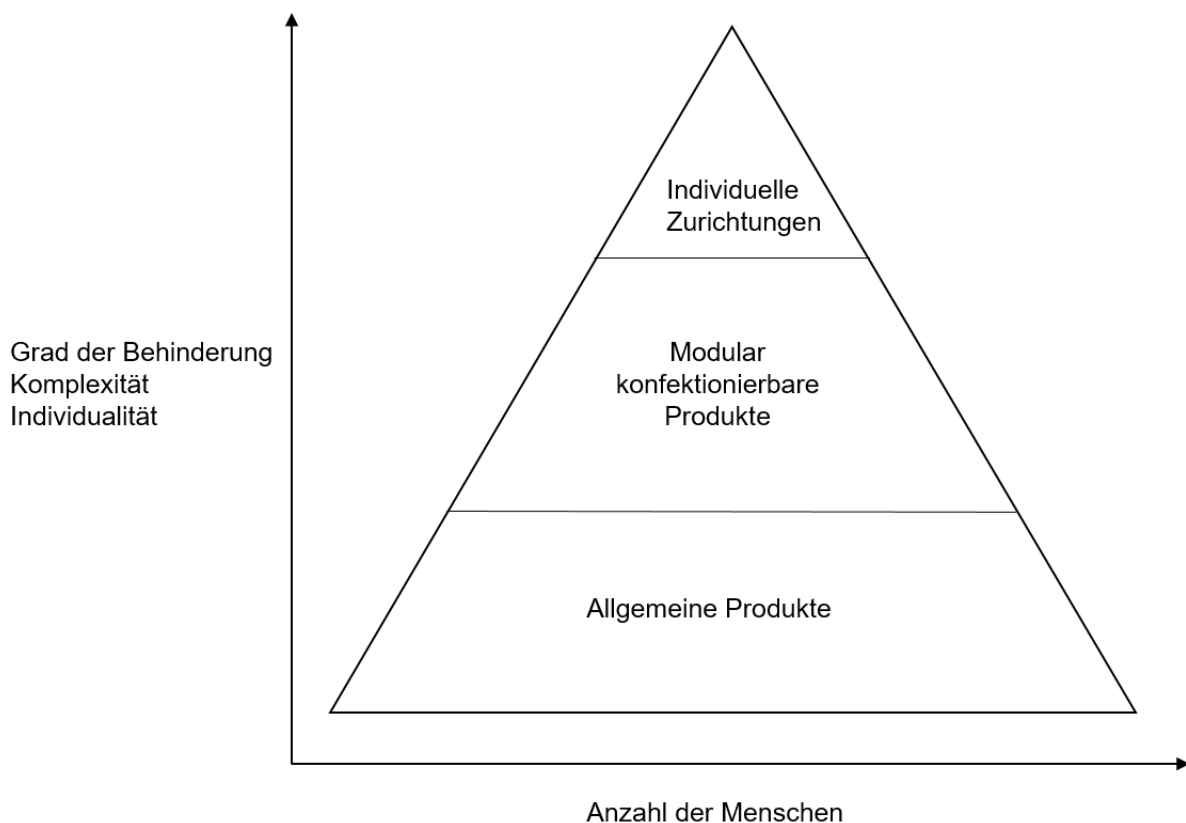 Individuelle
Zurichtungen
Grad der Behinderung
Komplexität
Individualität
Modular
konfektionierbare
Produkte
Allgemeine Produkte
Anzahl der Menschen